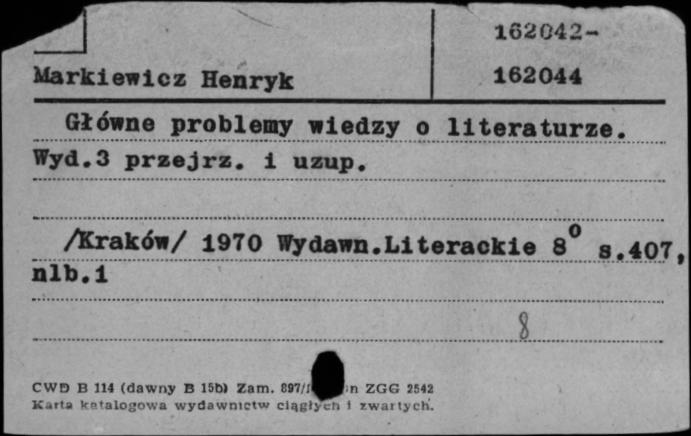 162042-
Markiewicz Henryk 162044
Główne problemy wiedzy o literaturze.
Wyd.3 przejrz. i uzup.
/Kraków/ 1970 Wydawn.Literackie 8° s.407,
nlb.1
8
CWD B 114 (dawny B 15b) Zam. 897/ ZGG 2542
Karta katalogowa wydawnictw ciągłych i zwartych.